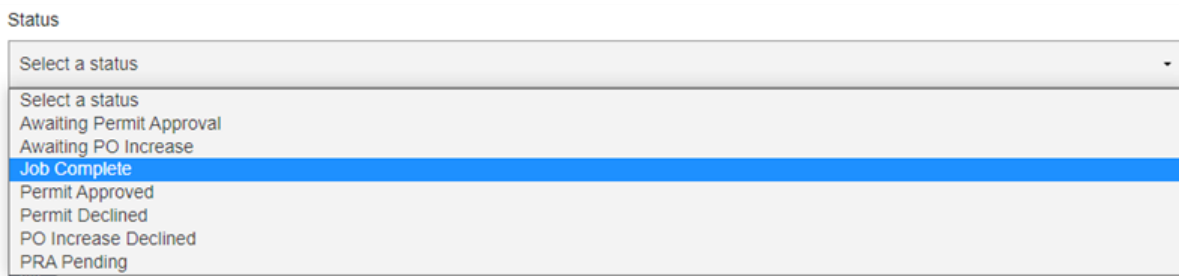 Status
Select a status
Select a status
Awaiting Permit Approval
Awaiting PO Increase
Job Complete
Permit Approved
Permit Declined
PO Increase Declined
PRA Pending